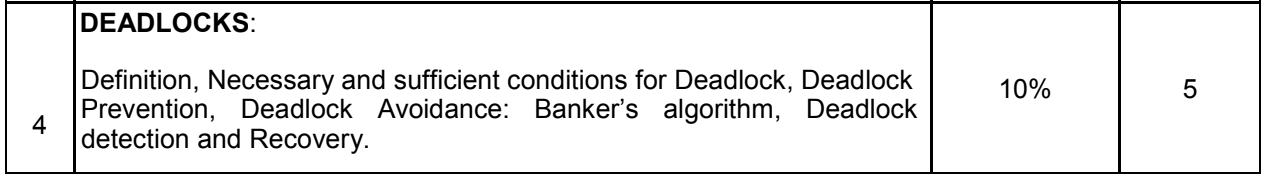 DEADLOCKS:
Definition, Necessary and sufficient conditions for Deadlock, Deadlock
Prevention, Deadlock Avoidance: Banker’s algorithm, Deadlock
detection and Recovery.
4
10%
5